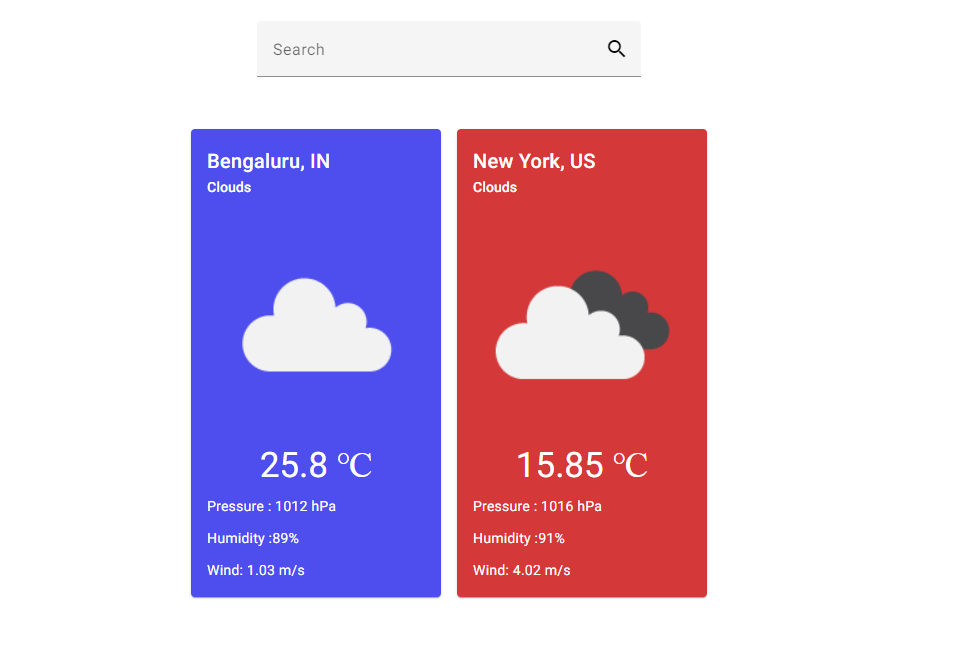 Search
Bengaluru, IN
Clouds
25.8 ℃
Pressure : 1012 hPa
Humidity :89%
Wind: 1.03 m/s
New York, US
Clouds
15.85 ℃
Pressure : 1016 hPa
Humidity :91%
Wind: 4.02 m/s